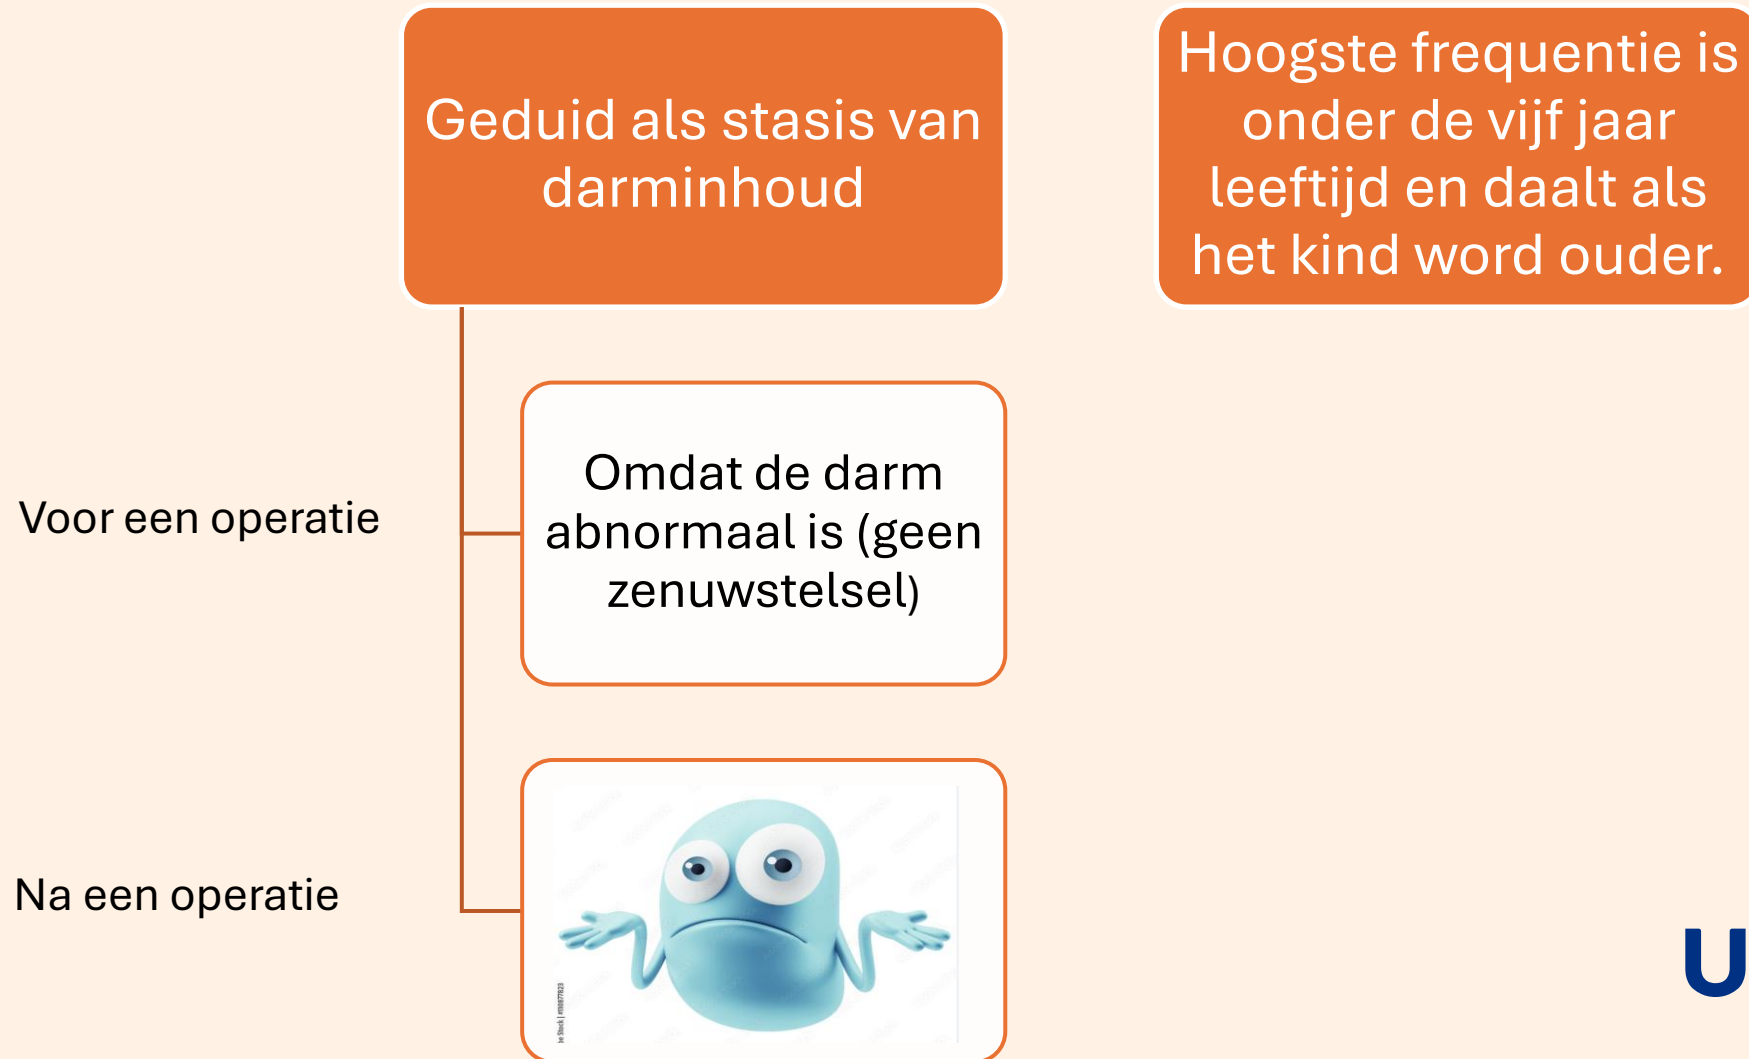 Geduid als stasis van
darminhoud
Hoogste frequentie is
onder de vijf jaar
leeftijd en daalt als
het kind word ouder.
Voor een operatie
Omdat de darm
abnormaal is (geen
zenuwstelsel)
Na een operatie
U